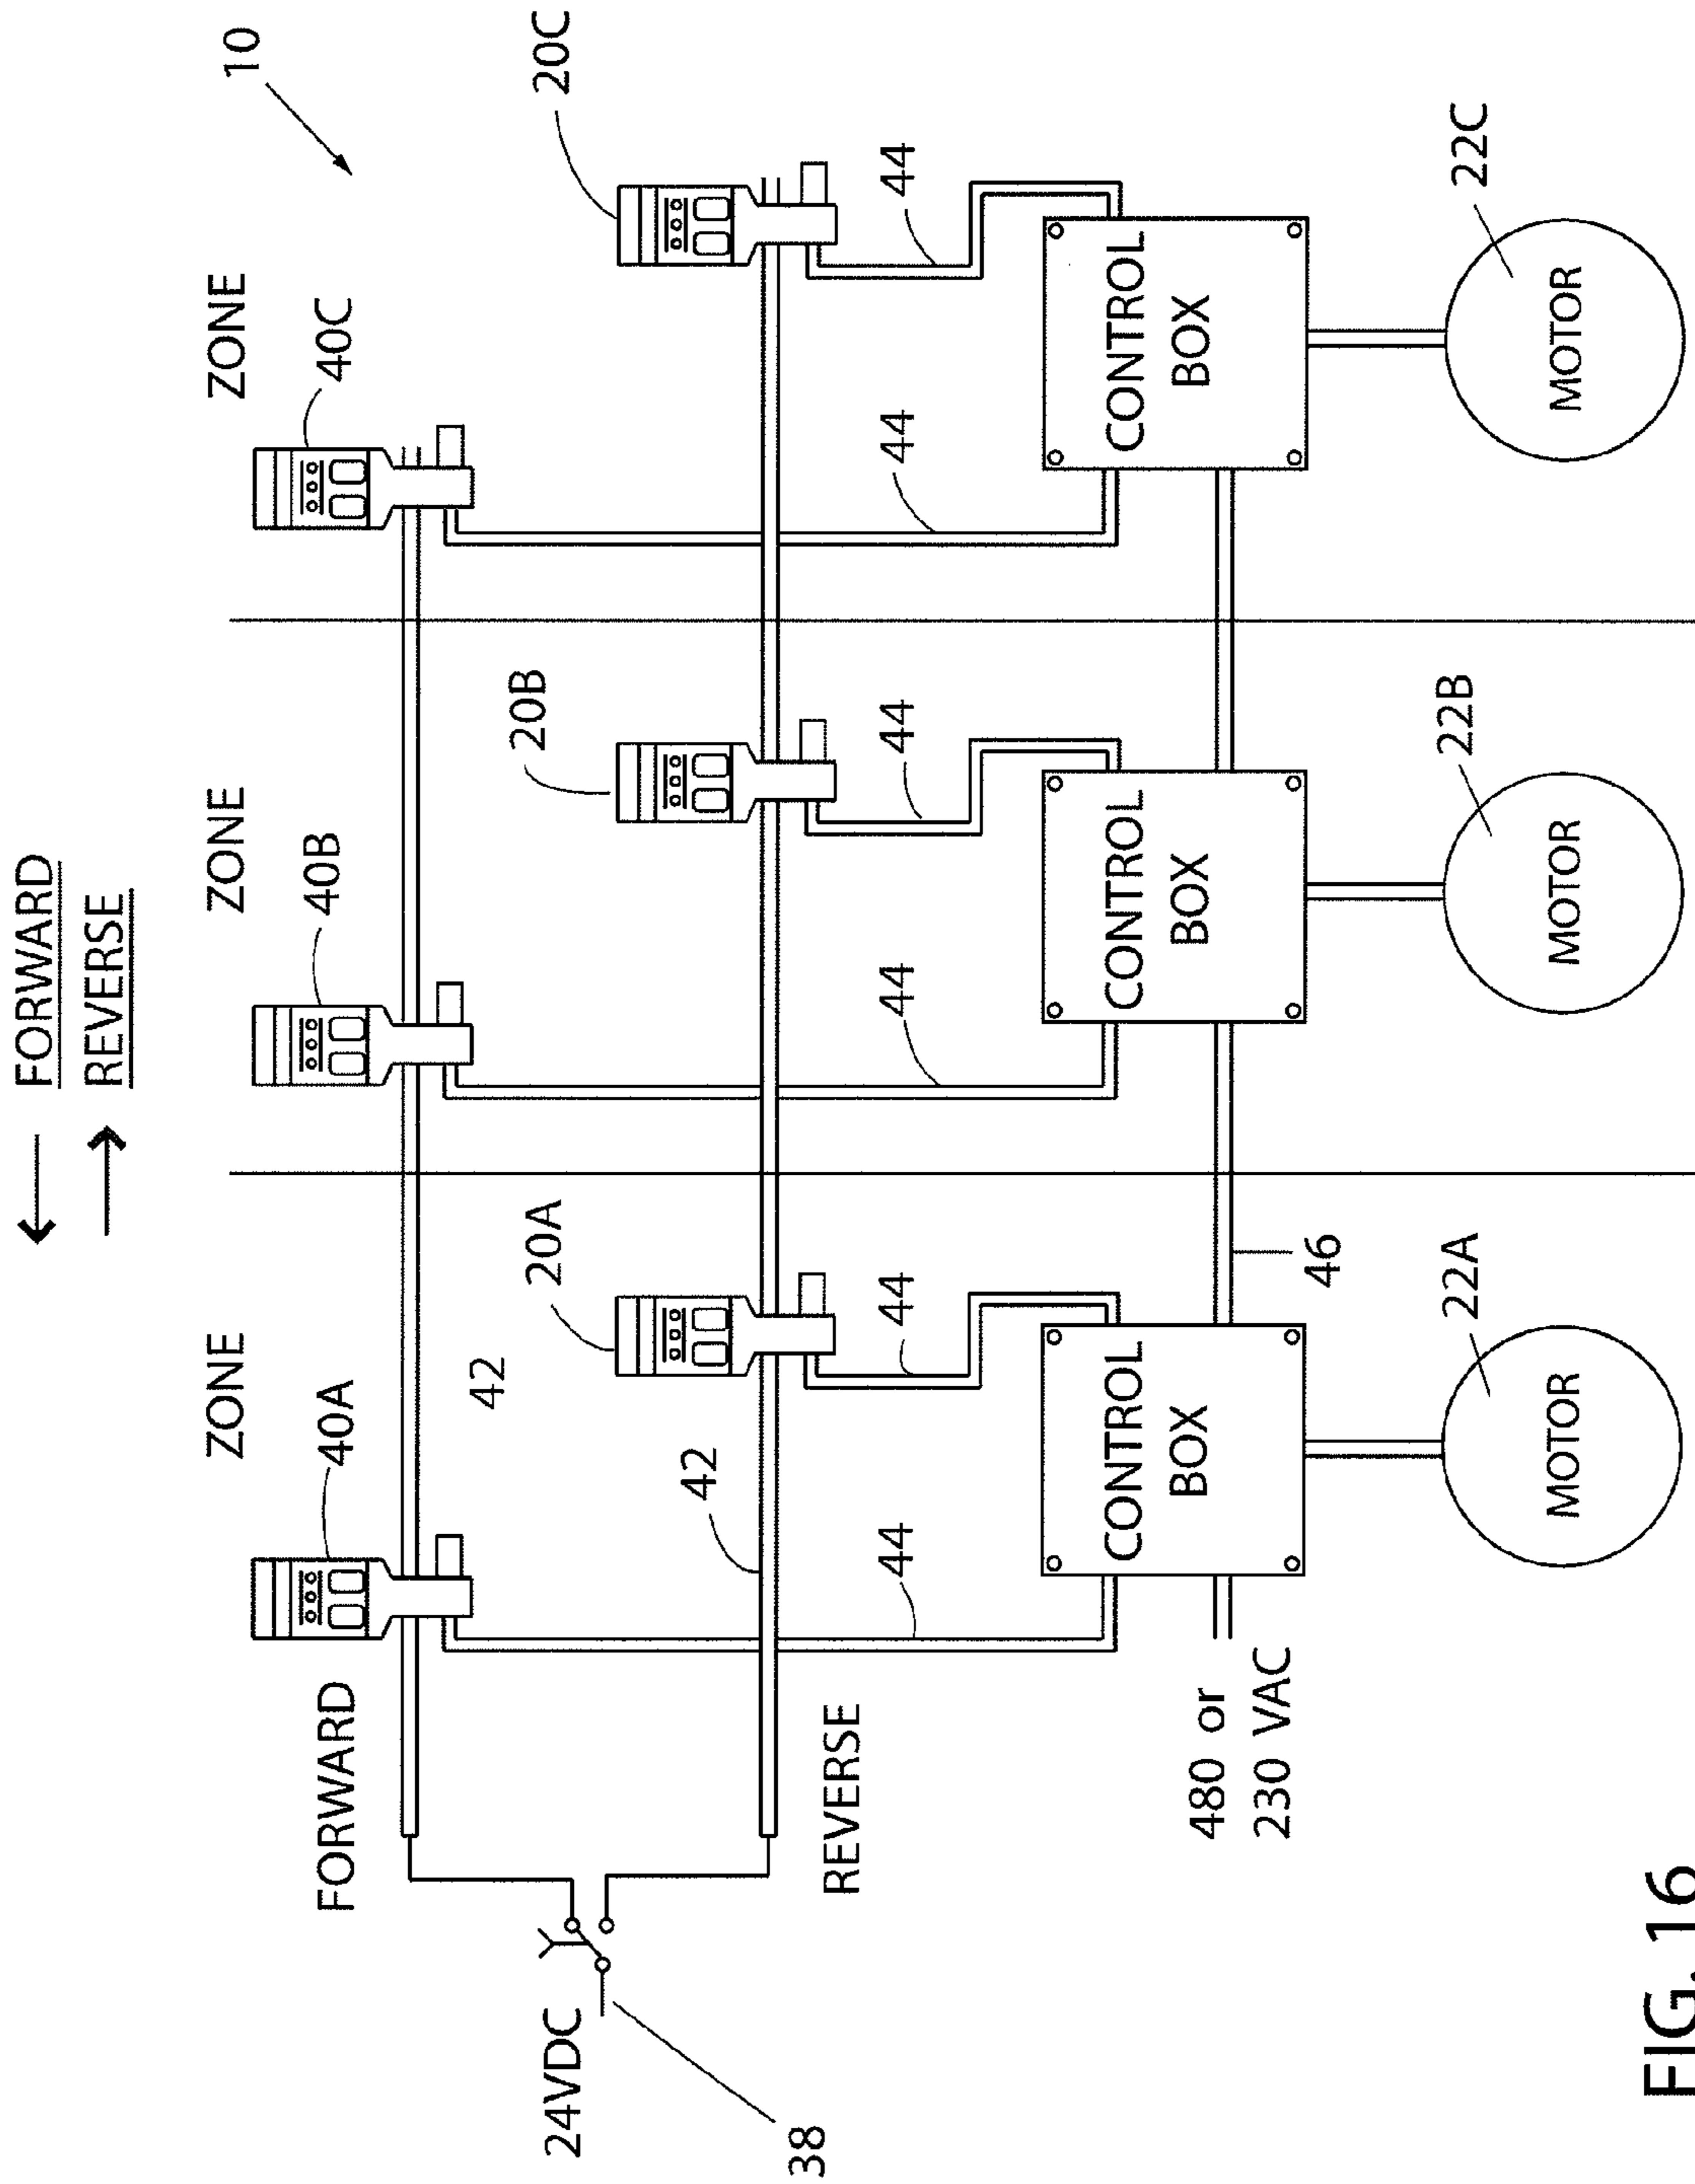 FORWARD
REVERSE
10
ZONE
ZONE
ZONE
40A
40B
40C
FORWARD
42
20A
20B
20C
24VDC
38
42
REVERSE
44
44
44
44
44
44
CONTROL
BOX
CONTROL
BOX
CONTROL
BOX
480 or
230 VAC
46
22A
22B
22C
MOTOR
MOTOR
MOTOR
FIG. 16